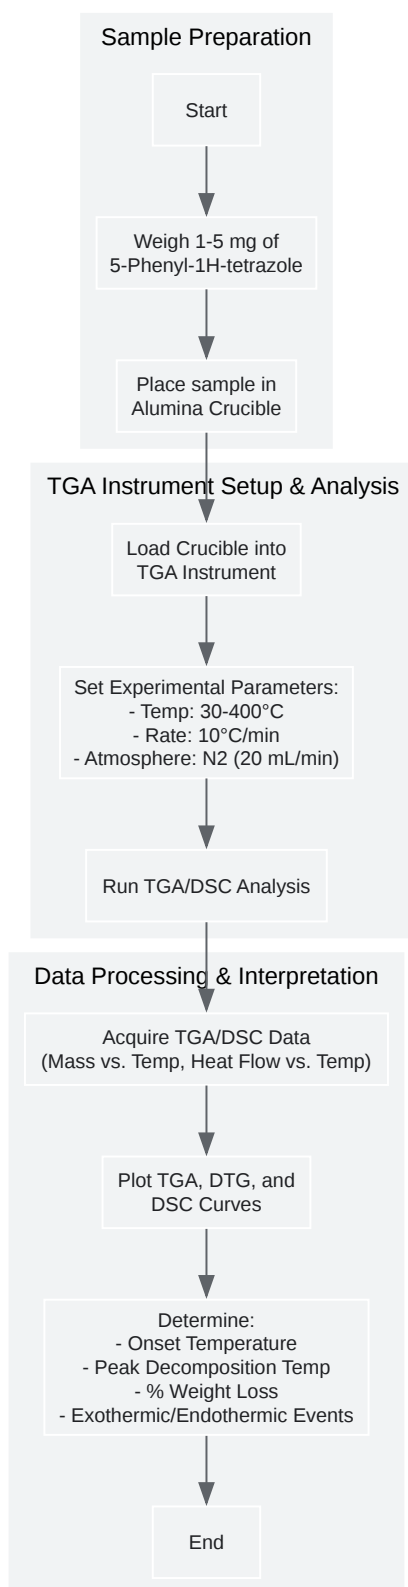 Sample Preparation
Start
Weigh 1-5 mg of
5-Phenyl-1H-tetrazole
Place sample in
Alumina Crucible
TGA Instrument Setup & Analysis
Load Crucible into
TGA Instrument
Set Experimental Parameters:
- Temp: 30-400°C
- Rate: 10°C/min
- Atmosphere: N2 (20 mL/min)
Run TGA/DSC Analysis
Data Processing & Interpretation
Acquire TGA/DSC Data
(Mass vs. Temp, Heat Flow vs. Temp)
Plot TGA, DTG, and
DSC Curves
Determine:
- Onset Temperature
- Peak Decomposition Temp
- % Weight Loss
- Exothermic/Endothermic Events
End